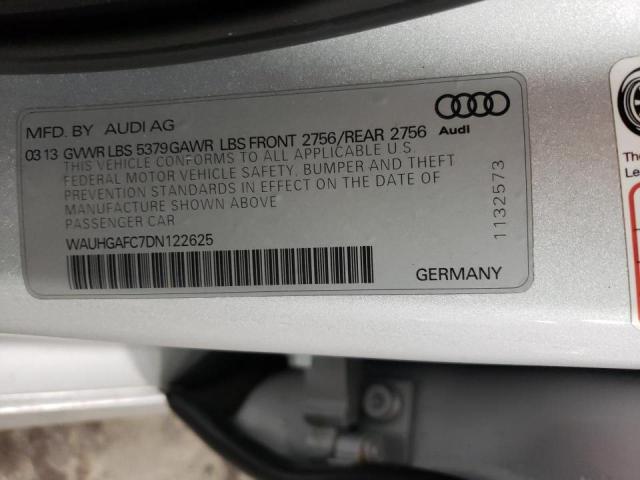 MFD. BY AUDI AG
Audi
03 13 GVWR LBS 5379 GAWR LBS FRONT 2756/REAR 2756
THIS VEHICLE CONFORMS TO ALL APPLICABLE U.S.
FEDERAL MOTOR VEHICLE SAFETY, BUMPER AND THEFT
PREVENTION STANDARDS IN EFFECT ON THE DATE OF
MANUFACTURE SHOWN ABOVE
PASSENGER CAR
WAUHGAFC7DN122625
GERMANY
1132573
The
Le